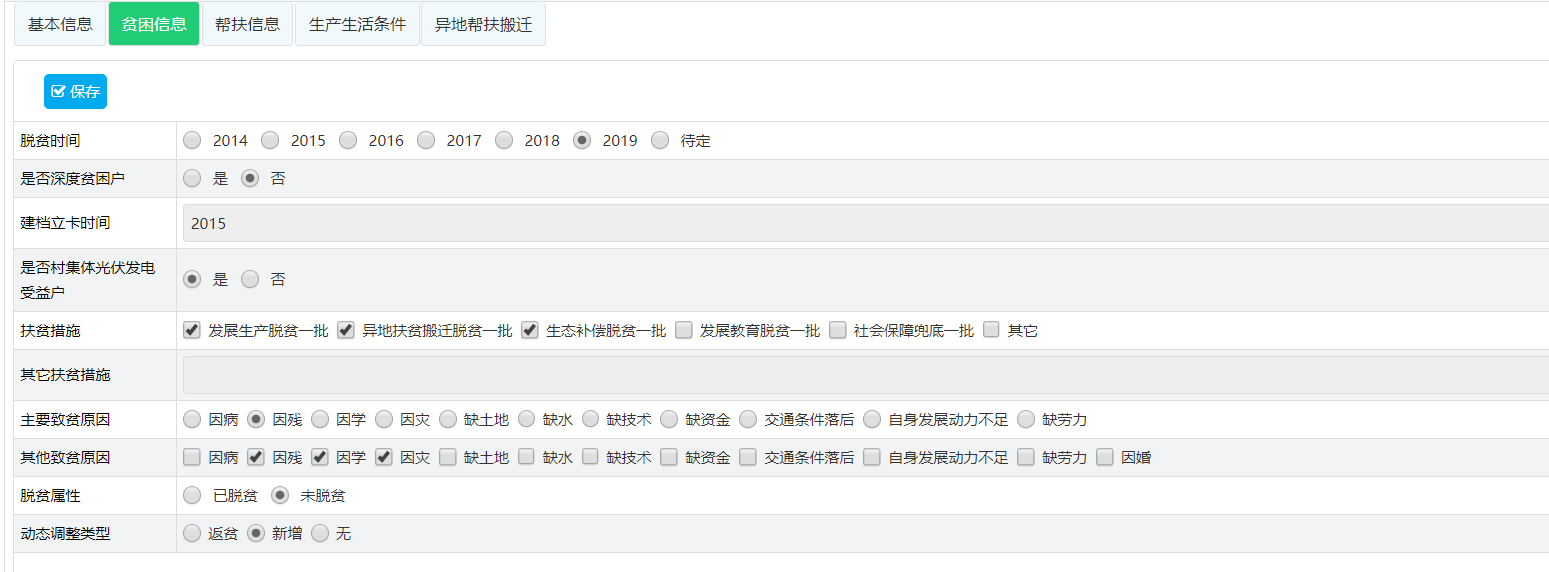 基本信息 贫困信息 帮扶信息 生产生活条件 异地帮扶搬迁
保存
脱贫时间 2014 2015 2016 2017 2018 2019 待定
是否深度贫困户 是 否
建档立卡时间 2015
是否村集体光伏发电
受益户 是 否
扶贫措施 发展生产脱贫一批 异地扶贫搬迁脱贫一批 生态补偿脱贫一批 发展教育脱贫一批 社会保障兜底一批 其它
其它扶贫措施
主要致贫原因 因病 因残 因学 因灾 缺土地 缺水 缺技术 缺资金 交通条件落后 自身发展动力不足 缺劳力
其他致贫原因 因病 因残 因学 因灾 缺土地 缺水 缺技术 缺资金 交通条件落后 自身发展动力不足 缺劳力 因婚
脱贫属性 已脱贫 未脱贫
动态调整类型 返贫 新增 无